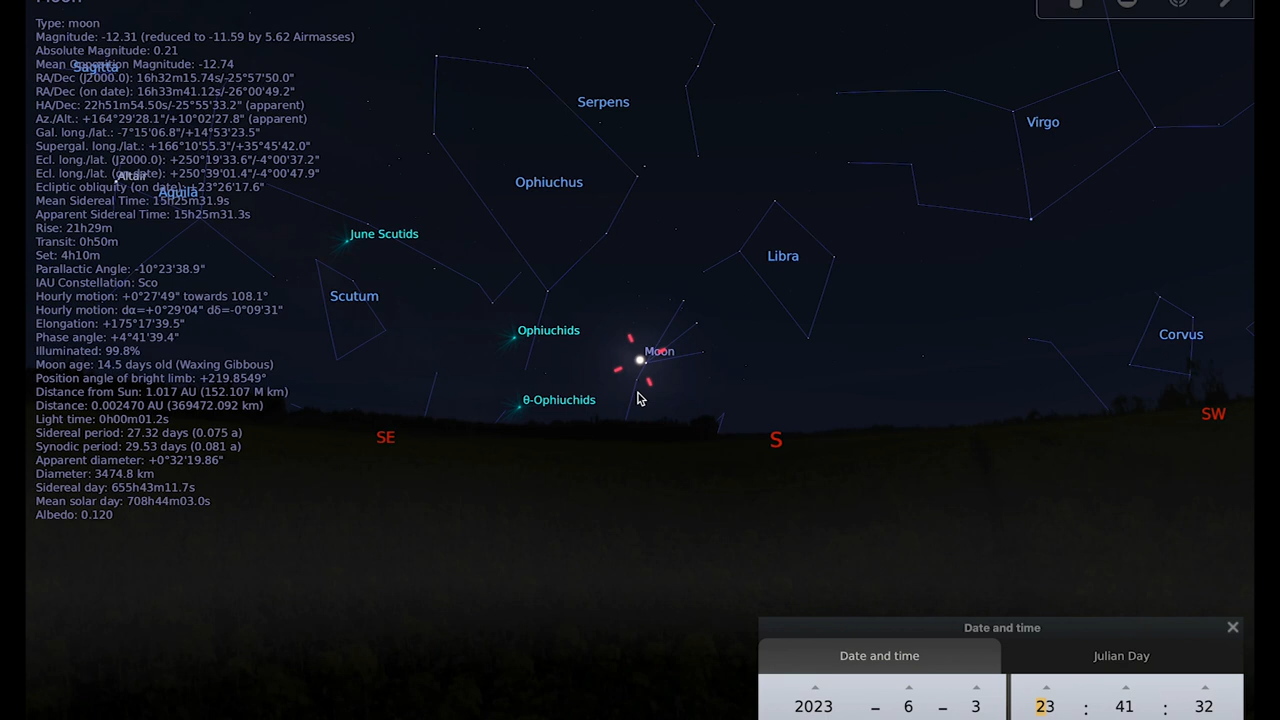 Moon
Type: moon
Magnitude: -12.31 (reduced to -11.59 by 5.62 Airmasses)
Absolute Magnitude: 0.21
Mean Opposition Magnitude: -12.74
Sagitta
RA/Dec (J2000.0): 16h32m15.74s/-25°57'50.0"
RA/Dec (on date): 16h33m41.12s/-26°00'49.2"
HA/Dec: 22h51m54.50s/-25°55'33.2" (apparent)
Az./Alt.: +164°29'28.1"/+10°02'27.8" (apparent)
Gal. long./lat.: -7°15'06.8"/+14°53'23.5"
Supergal. long./lat.: +166°10'55.3"/+35°45'42.0"
Ecl. long./lat. (J2000.0): +250°19'33.6"/-4°00'37.2"
Ecl. long./lat. (on date): +250°39'01.4"/-4°00'47.9"
Altair
Ecliptic obliquity (on date): +23°26'17.6"
Aquila
Mean Sidereal Time: 15h25m31.9s
Apparent Sidereal Time: 15h25m31.3s
Rise: 21h29m
Transit: 0h50m
Set: 4h10m
Parallactic Angle: -10°23'38.9"
IAU Constellation: Sco
Hourly motion: +0°27'49" towards 108.1°
Hourly motion: dα=+0°29'04" dδ=-0°09'31"
Elongation: +175°17'39.5"
Phase angle: +4°41'39.4"
Illuminated: 99.8%
Moon age: 14.5 days old (Waxing Gibbous)
Position angle of bright limb: +219.8549°
Distance from Sun: 1.017 AU (152.107 M km)
Distance: 0.002470 AU (369472.092 km)
Light time: 0h00m01.2s
Sidereal period: 27.32 days (0.075 a)
Synodic period: 29.53 days (0.081 a)
Apparent diameter: +0°32'19.86"
Diameter: 3474.8 km
Sidereal day: 655h43m11.7s
Mean solar day: 708h44m03.0s
Albedo: 0.120
Serpens
Virgo
Ophiuchus
June Scutids
Libra
Scutum
Ophiuchids
Corvus
Moon
θ-Ophiuchids
SE
S
SW
Date and time
Date and time
Julian Day
2023 – 6 – 3
23 : 41 : 32